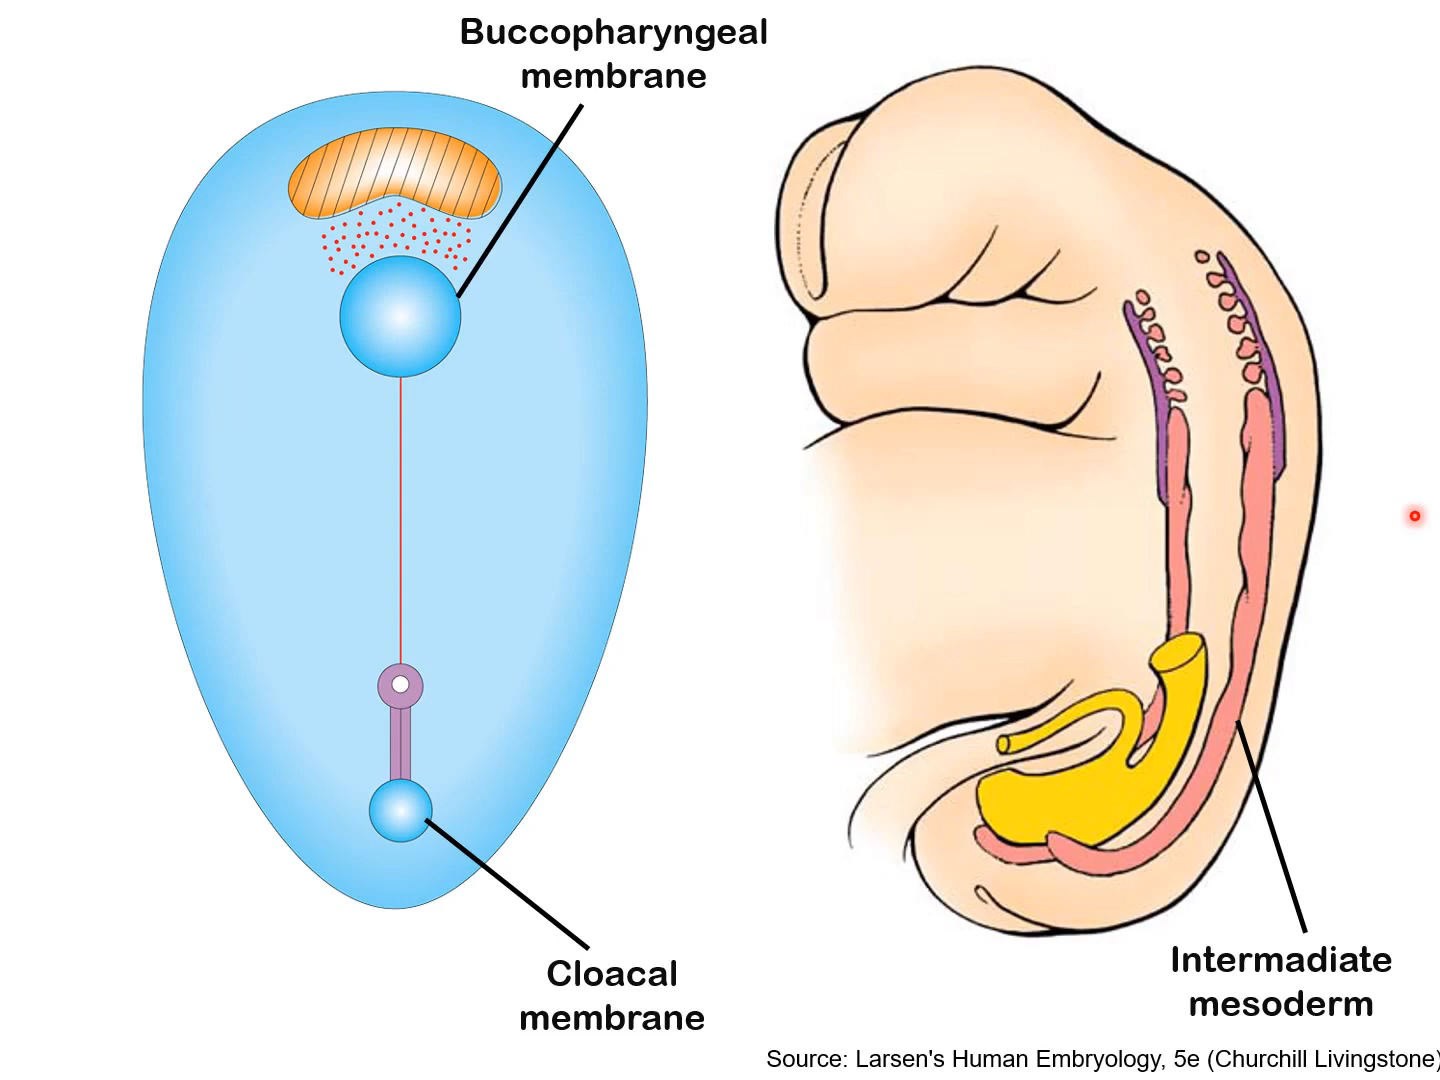 Buccopharyngeal
membrane
Cloacal
membrane
Intermadiate
mesoderm
Source: Larsen's Human Embryology, 5e (Churchill Livingstone)